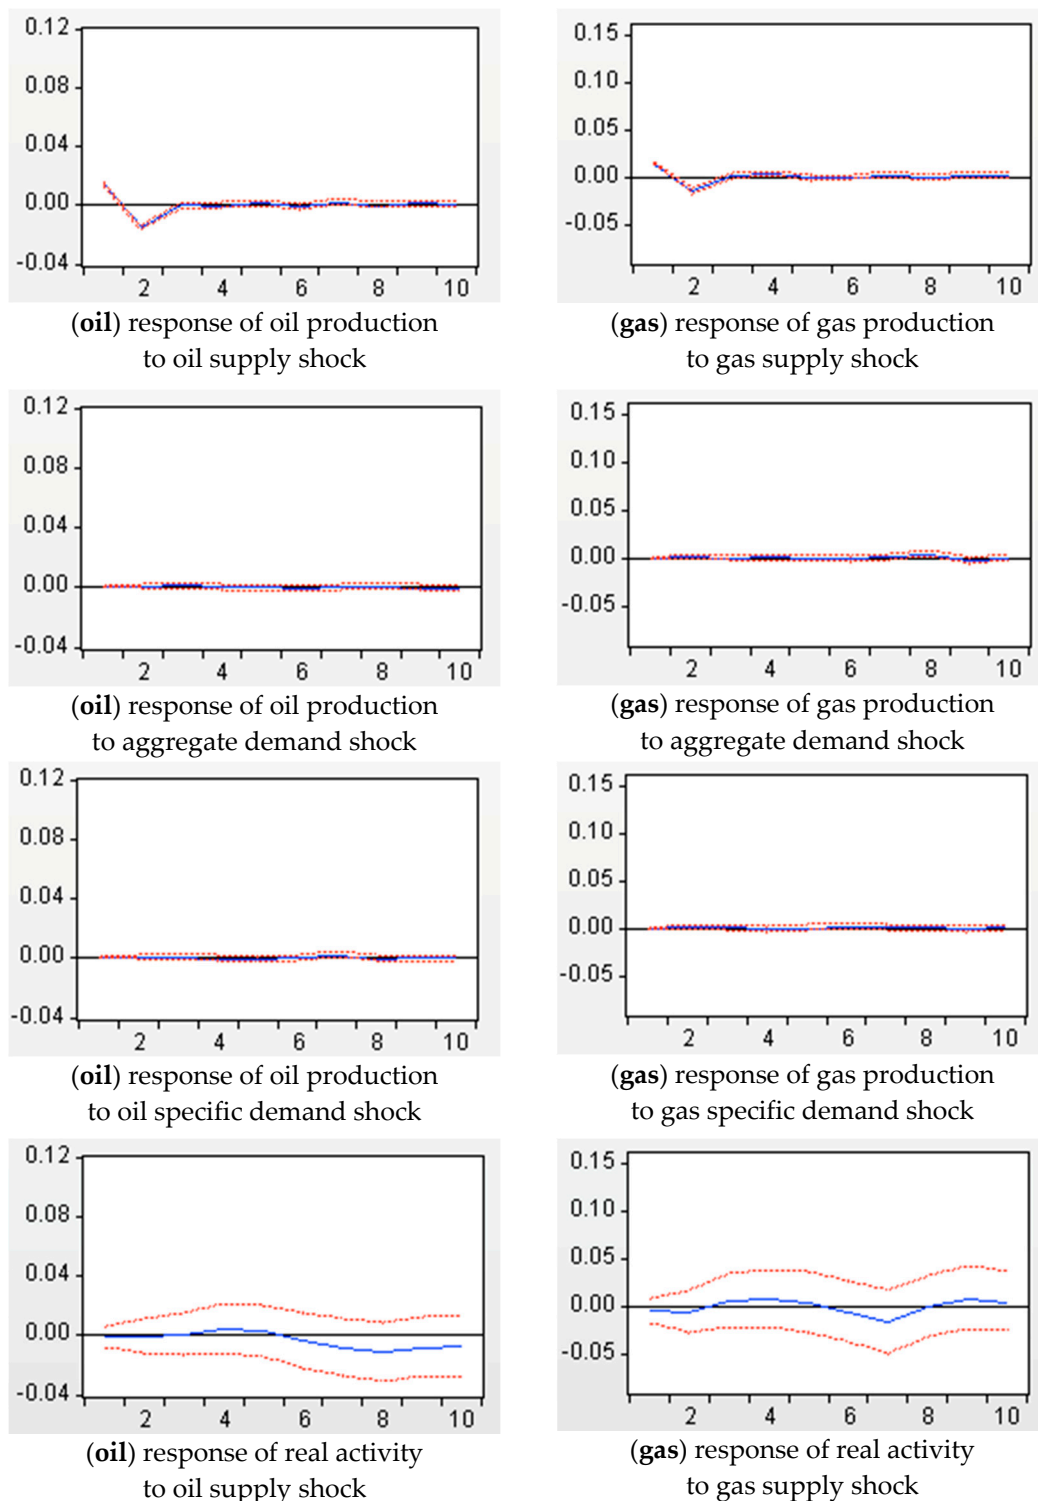 0.12
0.08
0.04
0.00
-0.04
2 4 6 8 10
(oil) response of oil production
to oil supply shock
0.15
0.10
0.05
0.00
-0.05
2 4 6 8 10
(gas) response of gas production
to gas supply shock
0.12
0.08
0.04
0.00
-0.04
2 4 6 8 10
(oil) response of oil production
to aggregate demand shock
0.15
0.10
0.05
0.00
-0.05
2 4 6 8 10
(gas) response of gas production
to aggregate demand shock
0.12
0.08
0.04
0.00
-0.04
2 4 6 8 10
(oil) response of oil production
to oil specific demand shock
0.15
0.10
0.05
0.00
-0.05
2 4 6 8 10
(gas) response of gas production
to gas specific demand shock
0.12
0.08
0.04
0.00
-0.04
2 4 6 8 10
(oil) response of real activity
to oil supply shock
0.15
0.10
0.05
0.00
-0.05
2 4 6 8 10
(gas) response of real activity
to gas supply shock